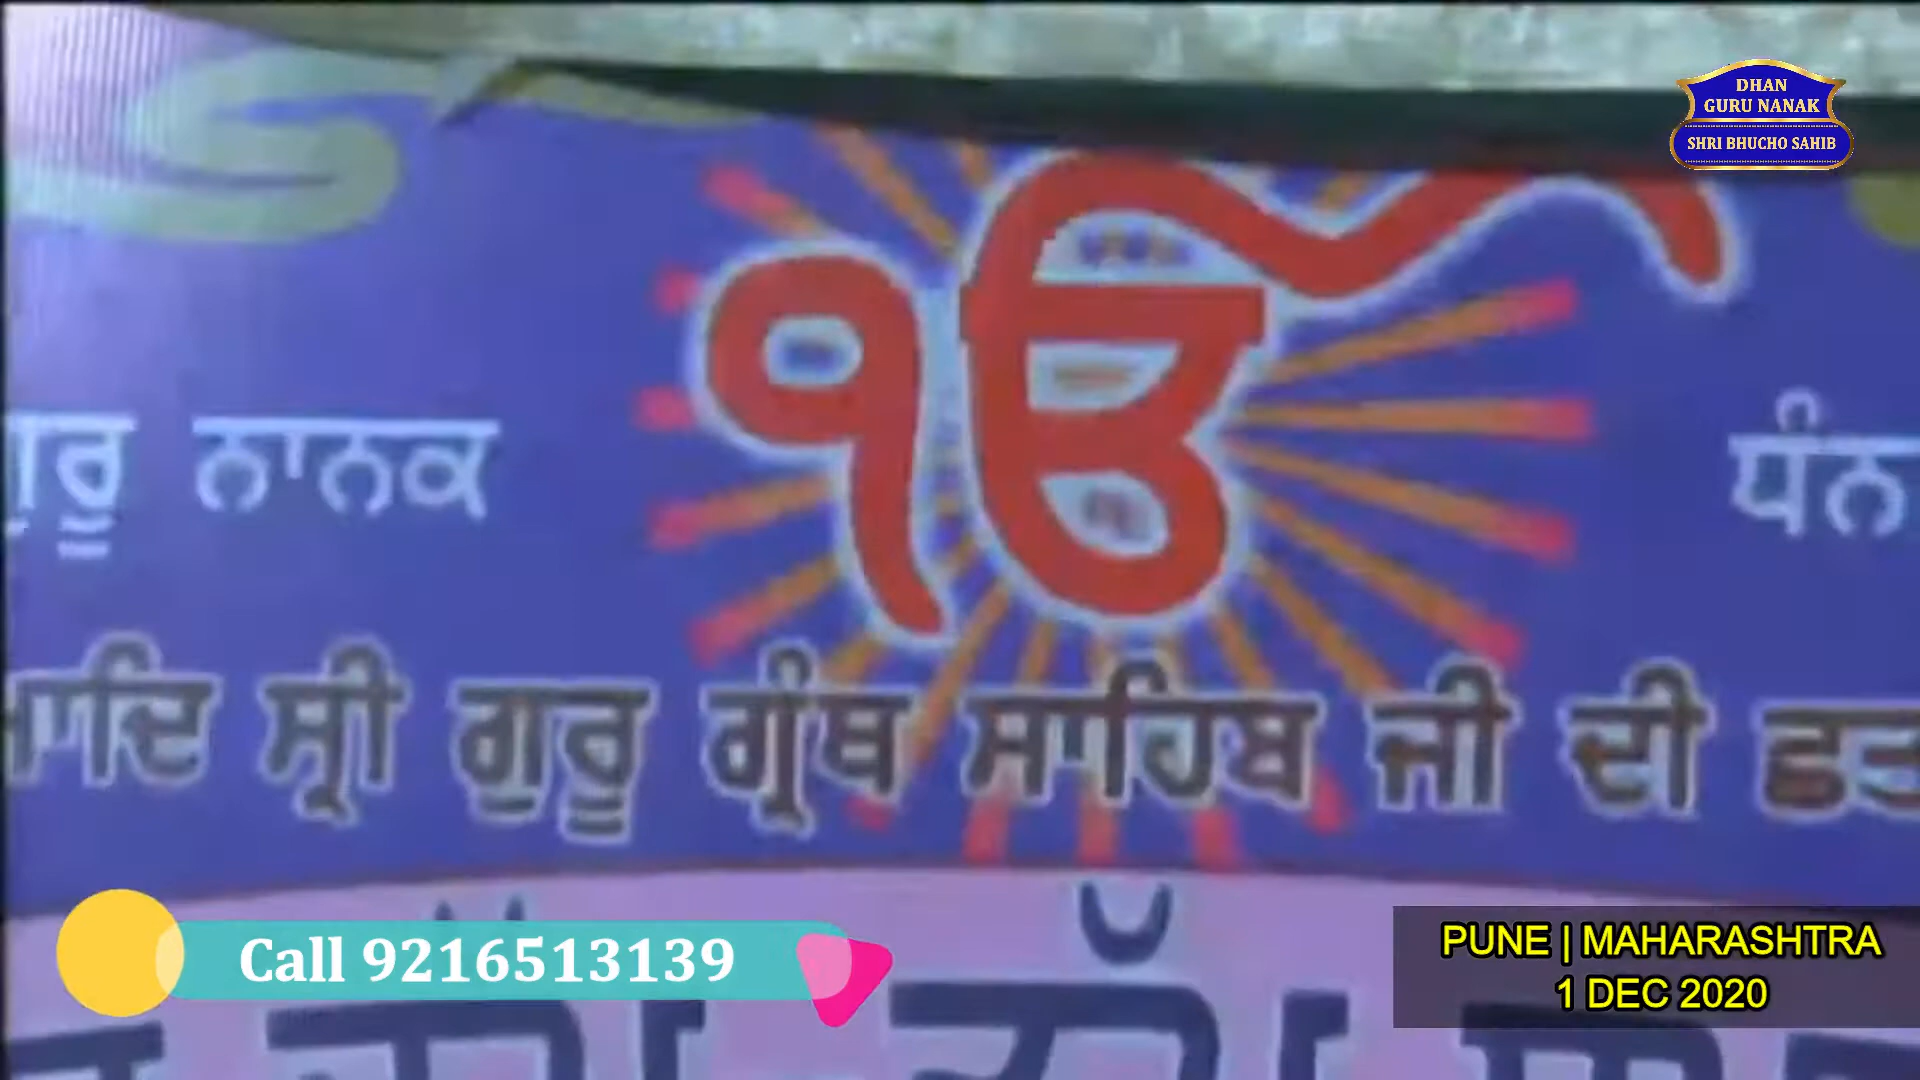 DHAN
GURU NANAK
SHRI BHUCHO SAHIB
ੴ
ਨਾਨਕ
ਧੰਨ
ਸ੍ਰੀ ਗੁਰੂ ਗ੍ਰੰਥ ਸਾਹਿਬ ਜੀ ਦੀ
Call 9216513139
PUNE | MAHARASHTRA
1 DEC 2020